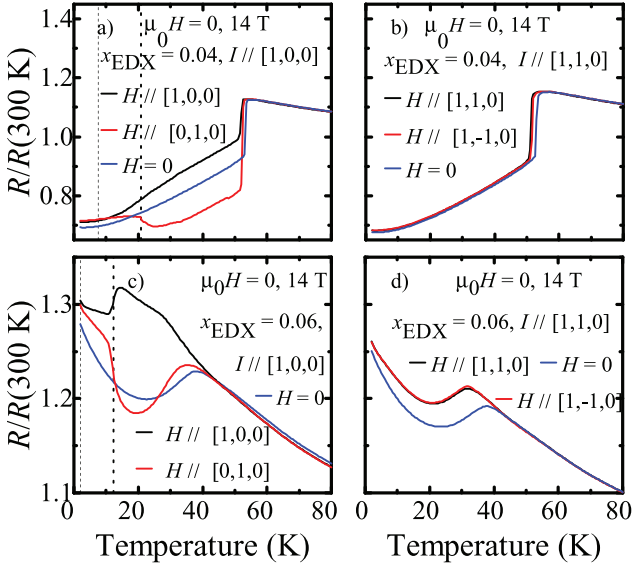 a) μ0H = 0, 14 T
xEDX = 0.04, I // [1,0,0]
H // [1,0,0]
H // [0,1,0]
H = 0
R/R(300 K)
1.4
1.2
1.0
0.8
b) μ0H = 0, 14 T
xEDX = 0.04, I // [1,1,0]
H // [1,1,0]
H // [1,-1,0]
H = 0
c) μ0H = 0, 14 T
xEDX = 0.06,
I // [1,0,0]
H = 0
H // [1,0,0]
H // [0,1,0]
R/R(300 K)
1.3
1.2
1.1
0 20 40 60 80
Temperature (K)
d) μ0H = 0, 14 T
xEDX = 0.06, I // [1,1,0]
H // [1,1,0] H = 0
H // [1,-1,0]
0 20 40 60 80
Temperature (K)